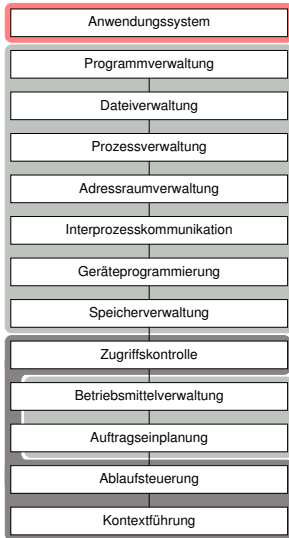 Anwendungssystem
Programmverwaltung
Dateiverwaltung
Prozessverwaltung
Adressraumverwaltung
Interprozesskommunikation
Geräteprogrammierung
Speicherverwaltung
Zugriffskontrolle
Betriebsmittelverwaltung
Auftragseinplanung
Ablaufsteuerung
Kontextführung